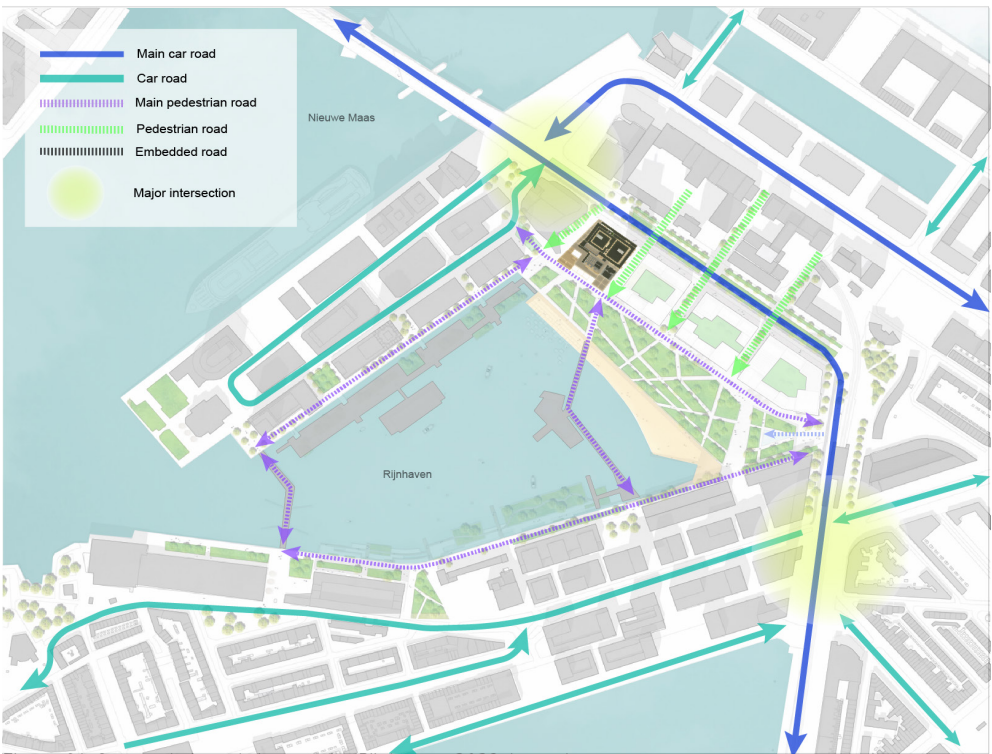 Main car road
Car road
Main pedestrian road
Pedestrian road
Embedded road
Major intersection
Nieuwe Maas
Rijnhaven